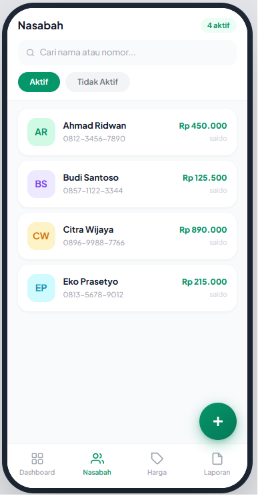 Nasabah
4 aktif
Cari nama atau nomor...
Aktif
Tidak Aktif
AR
Ahmad Ridwan
0812-3456-7890
Rp 450.000
saldo
BS
Budi Santoso
0857-1122-3344
Rp 125.500
saldo
CW
Citra Wijaya
0896-9988-7766
Rp 890.000
saldo
EP
Eko Prasetyo
0813-5678-9012
Rp 215.000
saldo
+
Dashboard
Nasabah
Harga
Laporan